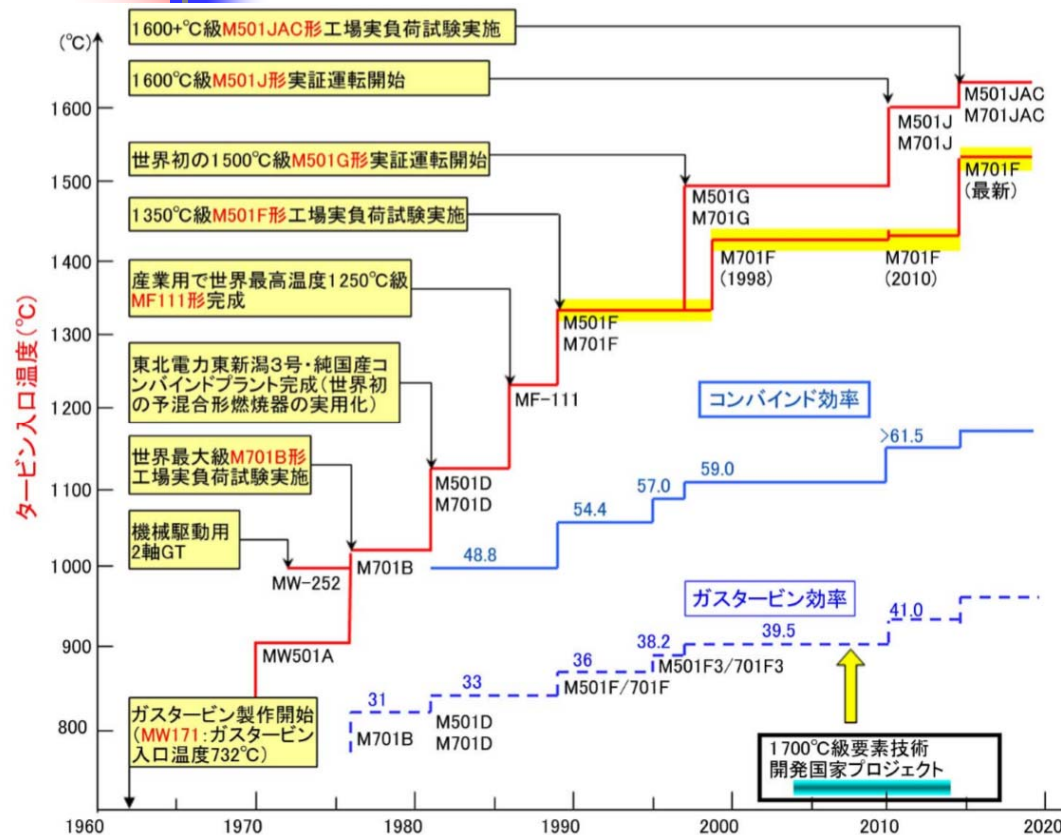 1600+℃級M501JAC形工場実負荷試験実施
(℃)
1600℃級M501J形実証運転開始
世界初の1500℃級M501G形実証運転開始
1350℃級M501F形工場実負荷試験実施
産業用で世界最高温度1250℃級
MF111形完成
東北電力東新潟3号・純国産コ
ンバインドプラント完成(世界初
の予混合形燃焼器の実用化)
世界最大級M701B形
工場実負荷試験実施
機械駆動用
2軸GT
ガスタービン製作開始
(MW171:ガスタービン
入口温度732℃)
タービン入口温度(℃)
1600
1500
1400
1300
1200
1100
1000
900
800
M501JAC
M701JAC
M501J
M701J
M701F
(最新)
M501G
M701G
M701F
(1998)
M701F
(2010)
M501F
M701F
MF-111
M501D
M701D
M701B
MW-252
MW501A
コンバインド効率
48.8
54.4
57.0
59.0
>61.5
ガスタービン効率
31
33
36
38.2
39.5
41.0
M701B
M501D
M701D
M501F/701F
M501F3/701F3
1700℃級要素技術
開発国家プロジェクト
1960
1970
1980
1990
2000
2010
2020